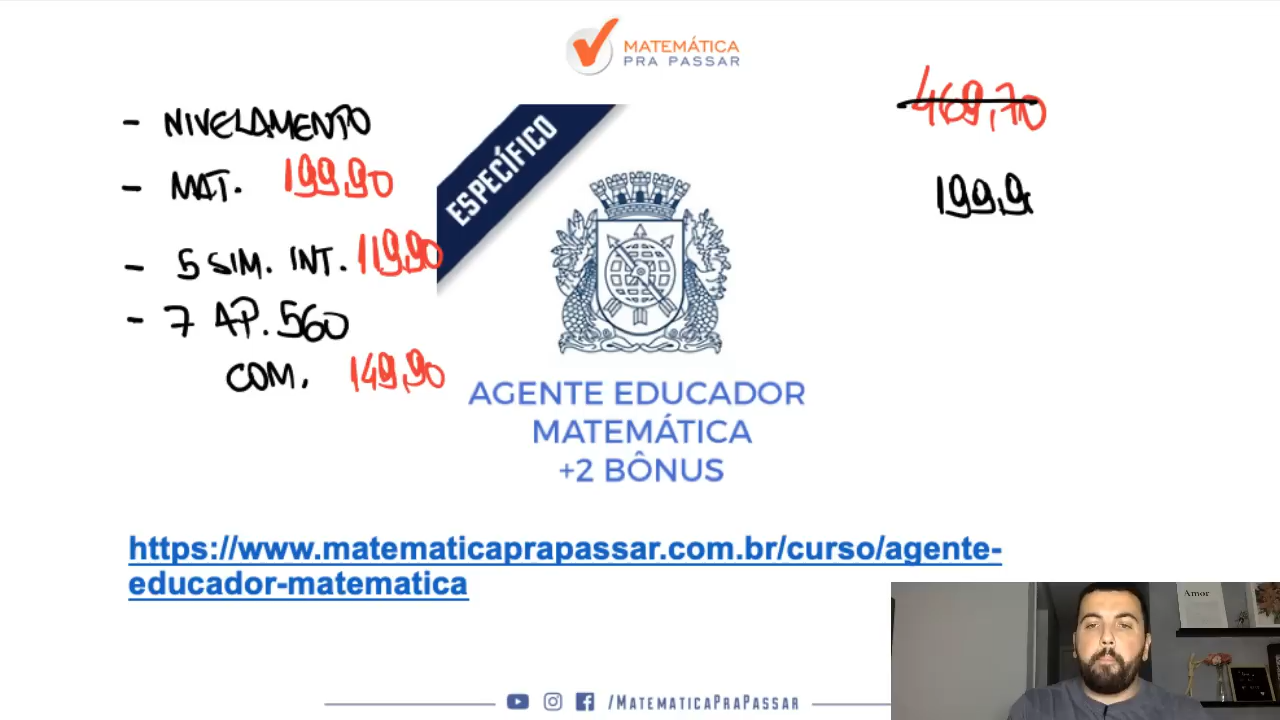 MATEMÁTICA
PRA PASSAR
469,70
- NIVELAMENTO
- MAT. 199,90
ESPECÍFICO
199,9
- 5 SIM. INT. 119,90
- 7 AP. 560
COM. 149,90
AGENTE EDUCADOR
MATEMÁTICA
+2 BÔNUS
https://www.matematicaprapassar.com.br/curso/agente-
educador-matematica
Amor
/MATEMATICAPRAPASSAR